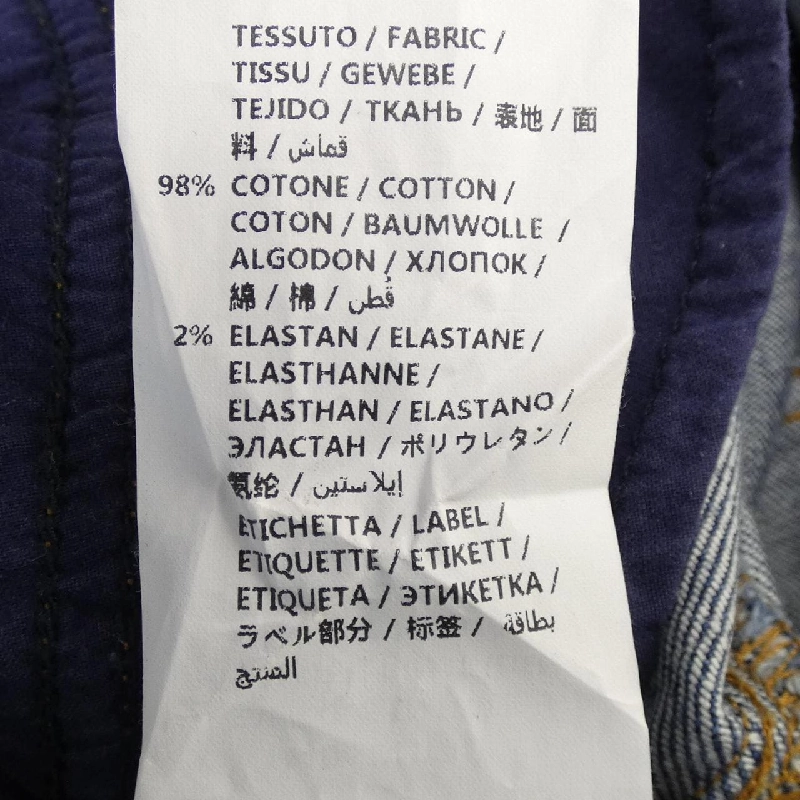 TESSUTO / FABRIC /
TISSU / GEWEBE /
TEJIDO / ТКАНЬ / 表地 / 面
料 / قماش
98% COTONE / COTTON /
COTON / BAUMWOLLE /
ALGODON / ХЛОПОК /
綿 / 棉 / قُطن
2% ELASTAN / ELASTANE /
ELASTHANNE /
ELASTHAN / ELASTANO /
ЭЛАСТАН / ポリウレタン /
氨纶 / إيلاستين
ETICHETTA / LABEL /
ETIQUETTE / ETIKETT /
ETIQUETA / ЭТИКЕТКА /
ラベル部分 / 标签 / بطاقة
المنتج